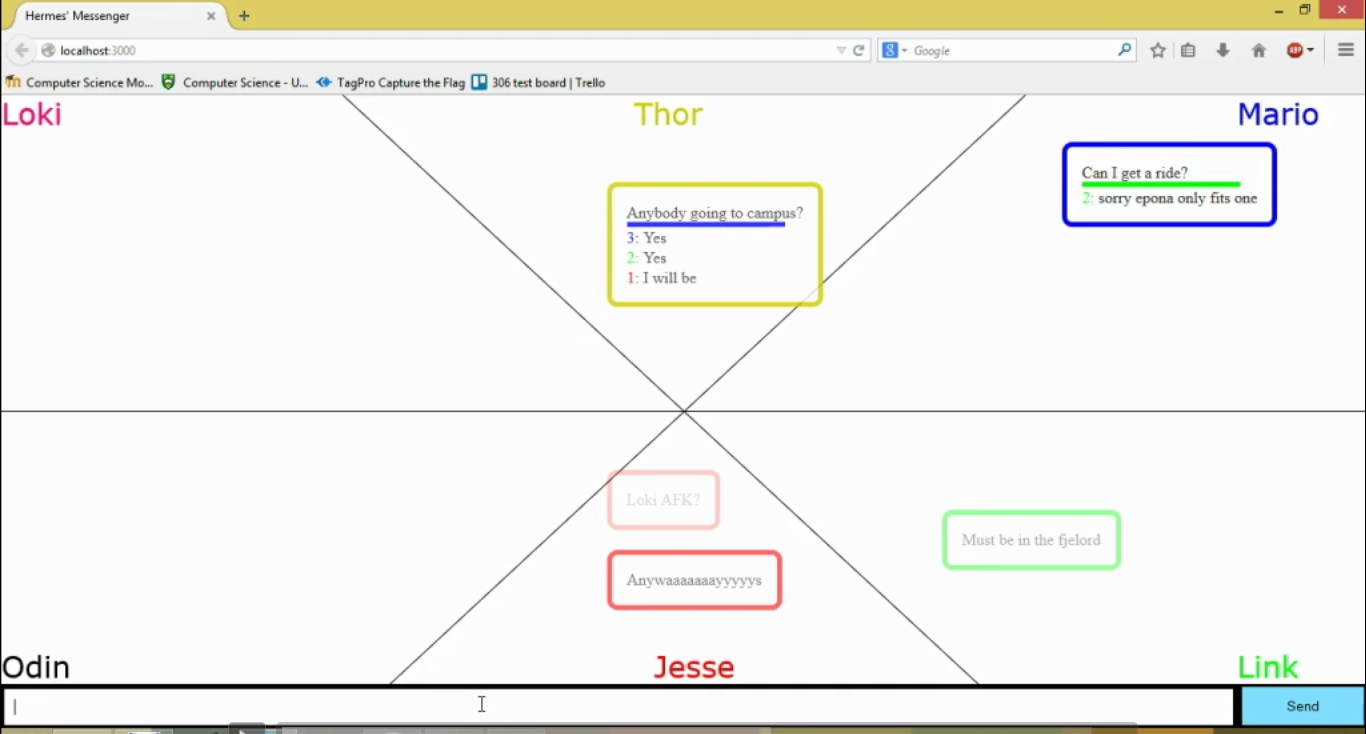 Hermes' Messenger
localhost:3000
Google
Computer Science Mo... Computer Science - U... TagPro Capture the Flag 306 test board | Trello
Loki
Thor
Mario
Can I get a ride?
2: sorry epona only fits one
Anybody going to campus?
3: Yes
2: Yes
1: I will be
Loki AFK?
Must be in the fjelord
Anywaaaaaaayyyyys
Odin
Jesse
Link
Send